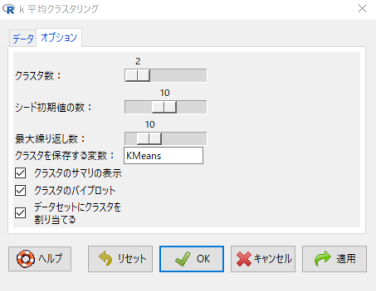 k 平均クラスタリング
データ オプション
2
クラスタ数：
10
シード初期値の数：
10
最大繰り返し数：
クラスタを保存する変数： KMeans
クラスタのサマリの表示
クラスタのバイプロット
データセットにクラスタを
割り当てる
ヘルプ リセット OK キャンセル 適用